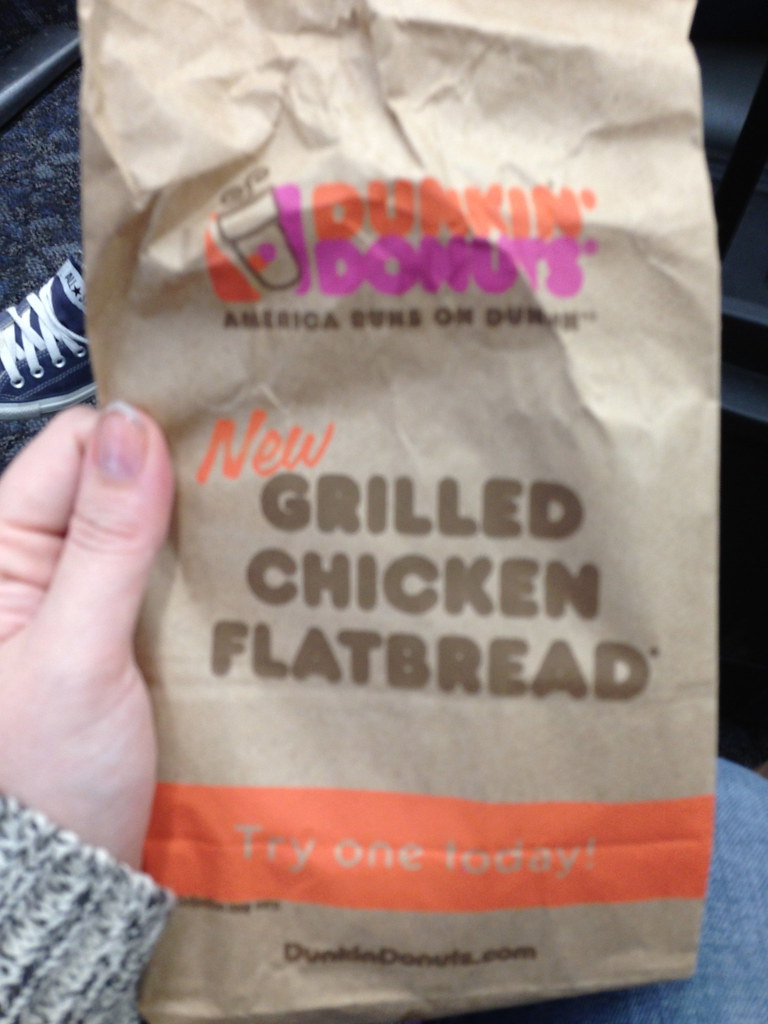 DUNKIN'
DONUTS
AMERICA RUNS ON DUNKIN'
New
GRILLED
CHICKEN
FLATBREAD*
Try one today!
DunkinDonuts.com